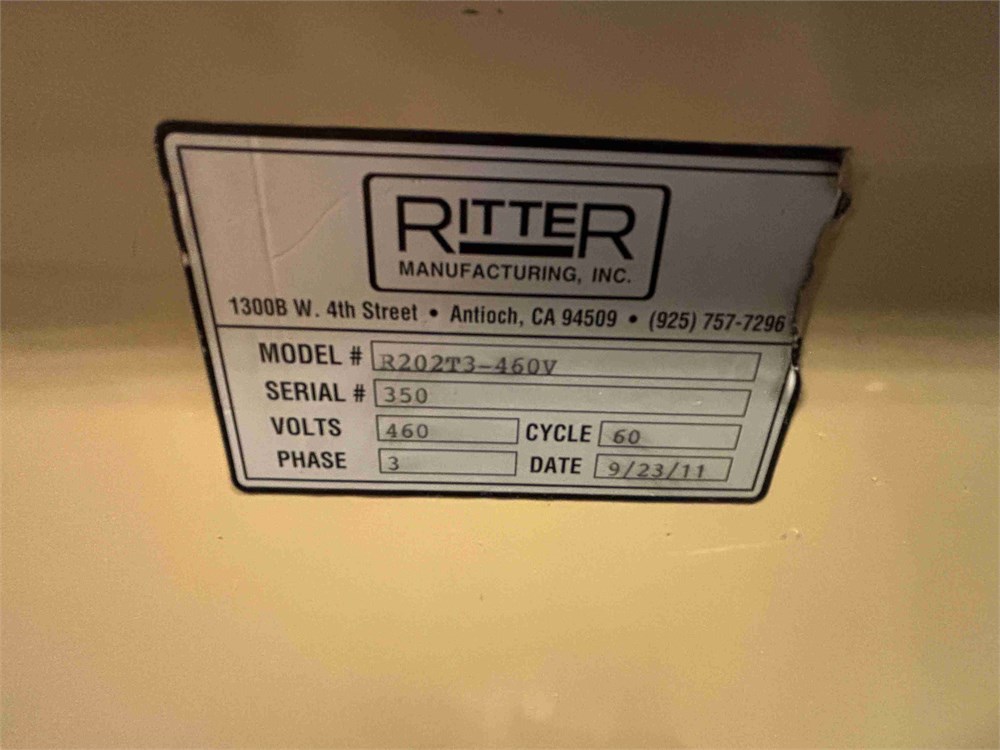 RITTER
MANUFACTURING, INC.
1300B W. 4th Street • Antioch, CA 94509 • (925) 757-7296
MODEL # R202T3-460V
SERIAL # 350
VOLTS 460 CYCLE 60
PHASE 3 DATE 9/23/11